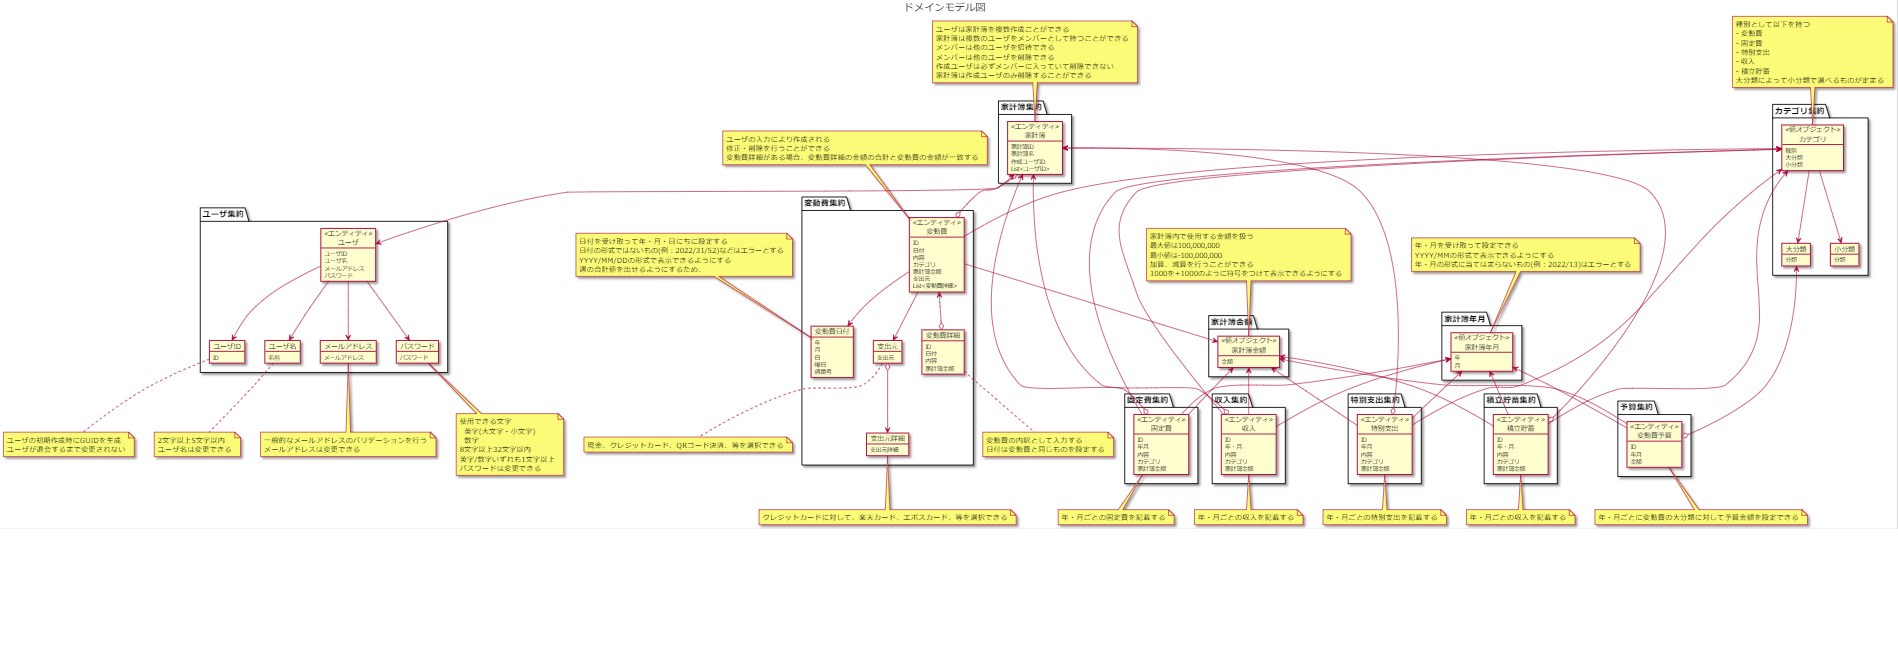 ドメインモデル図
ユーザは家計簿を複数作成ことができる
家計簿は複数のユーザをメンバーとして持つことができる
メンバーは他のユーザを招待できる
メンバーは他のユーザを削除できる
作成ユーザは必ずメンバーに入っていて削除できない
家計簿は作成ユーザのみ削除することができる
種別として以下を持つ
- 変動費
- 固定費
- 特別支出
- 収入
- 積立貯蓄
大分類によって小分類で選べるものが定まる
家計簿集約
«エンティティ»
家計簿
家計簿ID
家計簿名
作成ユーザID
List<ユーザID>
カテゴリ集約
«値オブジェクト»
カテゴリ
種別
大分類
小分類
大分類
分類
小分類
分類
ユーザの入力により作成される
修正・削除を行うことができる
変動費詳細がある場合、変動費詳細の金額の合計と変動費の金額が一致する
ユーザ集約
«エンティティ»
ユーザ
ユーザID
ユーザ名
メールアドレス
パスワード
ユーザID
ID
ユーザ名
名前
メールアドレス
メールアドレス
パスワード
パスワード
ユーザの初期作成時にGUIDを生成
ユーザが退会するまで変更されない
2文字以上5文字以内
ユーザ名は変更できる
一般的なメールアドレスのバリデーションを行う
メールアドレスは変更できる
使用できる文字
英字(大文字・小文字)
数字
8文字以上32文字以内
英字/数字いずれも1文字以上
パスワードは変更できる
日付を受け取って年・月・日にちに設定する
日付の形式ではないもの(例：2022/31/52)などはエラーとする
YYYY/MM/DDの形式で表示できるようにする
週の合計値を出せるようにするため、
変動費集約
«エンティティ»
変動費
ID
日付
内容
カテゴリ
家計簿金額
支出元
List<変動費詳細>
変動費日付
年
月
日
曜日
週番号
支出元
支出元
変動費詳細
ID
日付
内容
家計簿金額
支出元詳細
支出元詳細
現金、クレジットカード、QRコード決済、等を選択できる
変動費の内訳として入力する
日付は変動費と同じものを設定する
クレジットカードに対して、楽天カード、エポスカード、等を選択できる
家計簿内で使用する金額を扱う
最大値は100,000,000
最小値は-100,000,000
加算、減算を行うことができる
1000を+1000のように符号をつけて表示できるようにする
年・月を受け取って設定できる
YYYY/MMの形式で表示できるようにする
年・月の形式に当てはまらないもの(例：2022/13)はエラーとする
家計簿金額
«値オブジェクト»
家計簿金額
金額
家計簿年月
«値オブジェクト»
家計簿年月
年
月
固定費集約
«エンティティ»
固定費
ID
年月
内容
カテゴリ
家計簿金額
収入集約
«エンティティ»
収入
ID
年・月
内容
カテゴリ
家計簿金額
特別支出集約
«エンティティ»
特別支出
ID
年月
内容
カテゴリ
家計簿金額
積立貯蓄集約
«エンティティ»
積立貯蓄
ID
年・月
内容
カテゴリ
家計簿金額
予算集約
«エンティティ»
変動費予算
ID
年月
金額
年・月ごとの固定費を記載する
年・月ごとの収入を記載する
年・月ごとの特別支出を記載する
年・月ごとの収入を記載する
年・月ごとに変動費の大分類に対して予算金額を設定できる